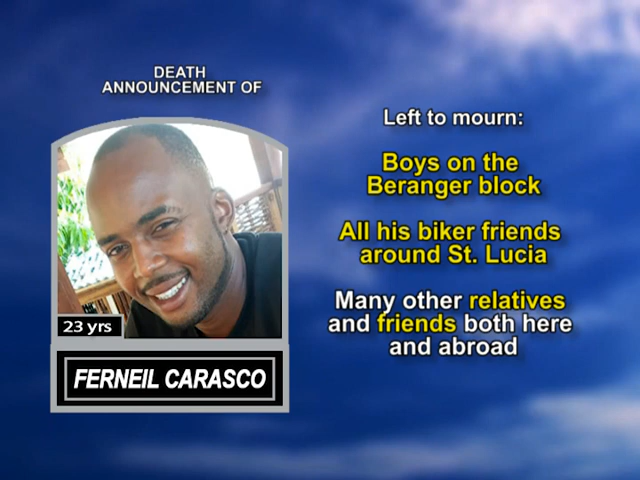 DEATH
ANNOUNCEMENT OF
23 yrs
FERNEIL CARASCO
Left to mourn:
Boys on the
Beranger block
All his biker friends
around St. Lucia
Many other relatives
and friends both here
and abroad